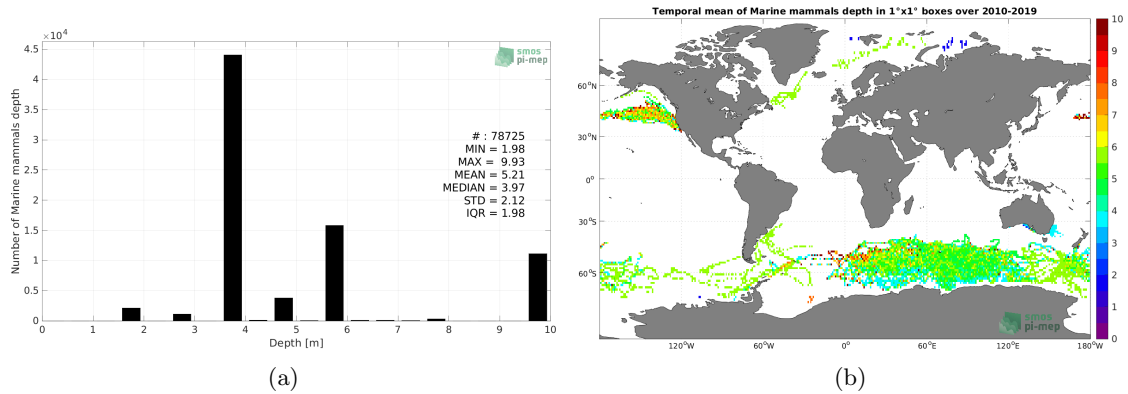 ×10⁴
4.5
4
3.5
3
2.5
2
1.5
1
0.5
0
Number of Marine mammals depth
0 1 2 3 4 5 6 7 8 9 10
Depth [m]
smos
pi-mep
# : 78725
MIN = 1.98
MAX = 9.93
MEAN = 5.21
MEDIAN = 3.97
STD = 2.12
IQR = 1.98
(a)
Temporal mean of Marine mammals depth in 1°x1° boxes over 2010-2019
60°N
30°N
0°
30°S
60°S
120°W 60°W 0° 60°E 120°E 180°W
smos
pi-mep
10
9
8
7
6
5
4
3
2
1
0
(b)